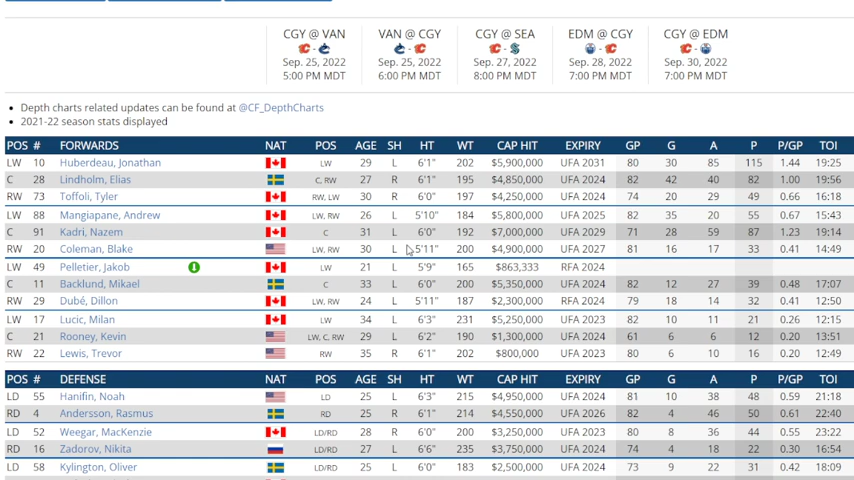 CGY @ VAN VAN @ CGY CGY @ SEA EDM @ CGY CGY @ EDM
- - - - -
Sep. 25, 2022 Sep. 25, 2022 Sep. 27, 2022 Sep. 28, 2022 Sep. 30, 2022
5:00 PM MDT 6:00 PM MDT 8:00 PM MDT 7:00 PM MDT 7:00 PM MDT
• Depth charts related updates can be found at @CF_DepthCharts
• 2021-22 season stats displayed
POS # FORWARDS NAT POS AGE SH HT WT CAP HIT EXPIRY GP G A P P/GP TOI
LW 10 Huberdeau, Jonathan LW 29 L 6'1" 202 $5,900,000 UFA 2031 80 30 85 115 1.44 19:25
C 28 Lindholm, Elias C, RW 27 R 6'1" 195 $4,850,000 UFA 2024 82 42 40 82 1.00 19:56
RW 73 Toffoli, Tyler RW, LW 30 R 6'0" 197 $4,250,000 UFA 2024 74 20 29 49 0.66 16:18
LW 88 Mangiapane, Andrew LW, RW 26 L 5'10" 184 $5,800,000 UFA 2025 82 35 20 55 0.67 15:43
C 91 Kadri, Nazem C 31 L 6'0" 192 $7,000,000 UFA 2029 71 28 59 87 1.23 19:14
RW 20 Coleman, Blake LW, RW 30 L 5'11" 200 $4,900,000 UFA 2027 81 16 17 33 0.41 14:49
LW 49 Pelletier, Jakob LW 21 L 5'9" 165 $863,333 RFA 2024
C 11 Backlund, Mikael C 33 L 6'0" 200 $5,350,000 UFA 2024 82 12 27 39 0.48 17:07
RW 29 Dubé, Dillon LW, RW 24 L 5'11" 187 $2,300,000 RFA 2024 79 18 14 32 0.41 12:50
LW 17 Lucic, Milan LW 34 L 6'3" 231 $5,250,000 UFA 2023 82 10 11 21 0.26 12:15
C 21 Rooney, Kevin LW, C, RW 29 L 6'2" 190 $1,300,000 UFA 2024 61 6 6 12 0.20 13:51
RW 22 Lewis, Trevor RW 35 R 6'1" 202 $800,000 UFA 2023 80 6 10 16 0.20 12:49
POS # DEFENSE NAT POS AGE SH HT WT CAP HIT EXPIRY GP G A P P/GP TOI
LD 55 Hanifin, Noah LD 25 L 6'3" 215 $4,950,000 UFA 2024 81 10 38 48 0.59 21:18
RD 4 Andersson, Rasmus RD 25 R 6'1" 214 $4,550,000 UFA 2026 82 4 46 50 0.61 22:40
LD 52 Weegar, MacKenzie LD/RD 28 R 6'0" 200 $3,250,000 UFA 2023 80 8 36 44 0.55 23:22
RD 16 Zadorov, Nikita LD/RD 27 L 6'6" 235 $3,750,000 UFA 2024 74 4 18 22 0.30 16:54
LD 58 Kylington, Oliver LD/RD 25 L 6'0" 183 $2,500,000 UFA 2024 73 9 22 31 0.42 18:09